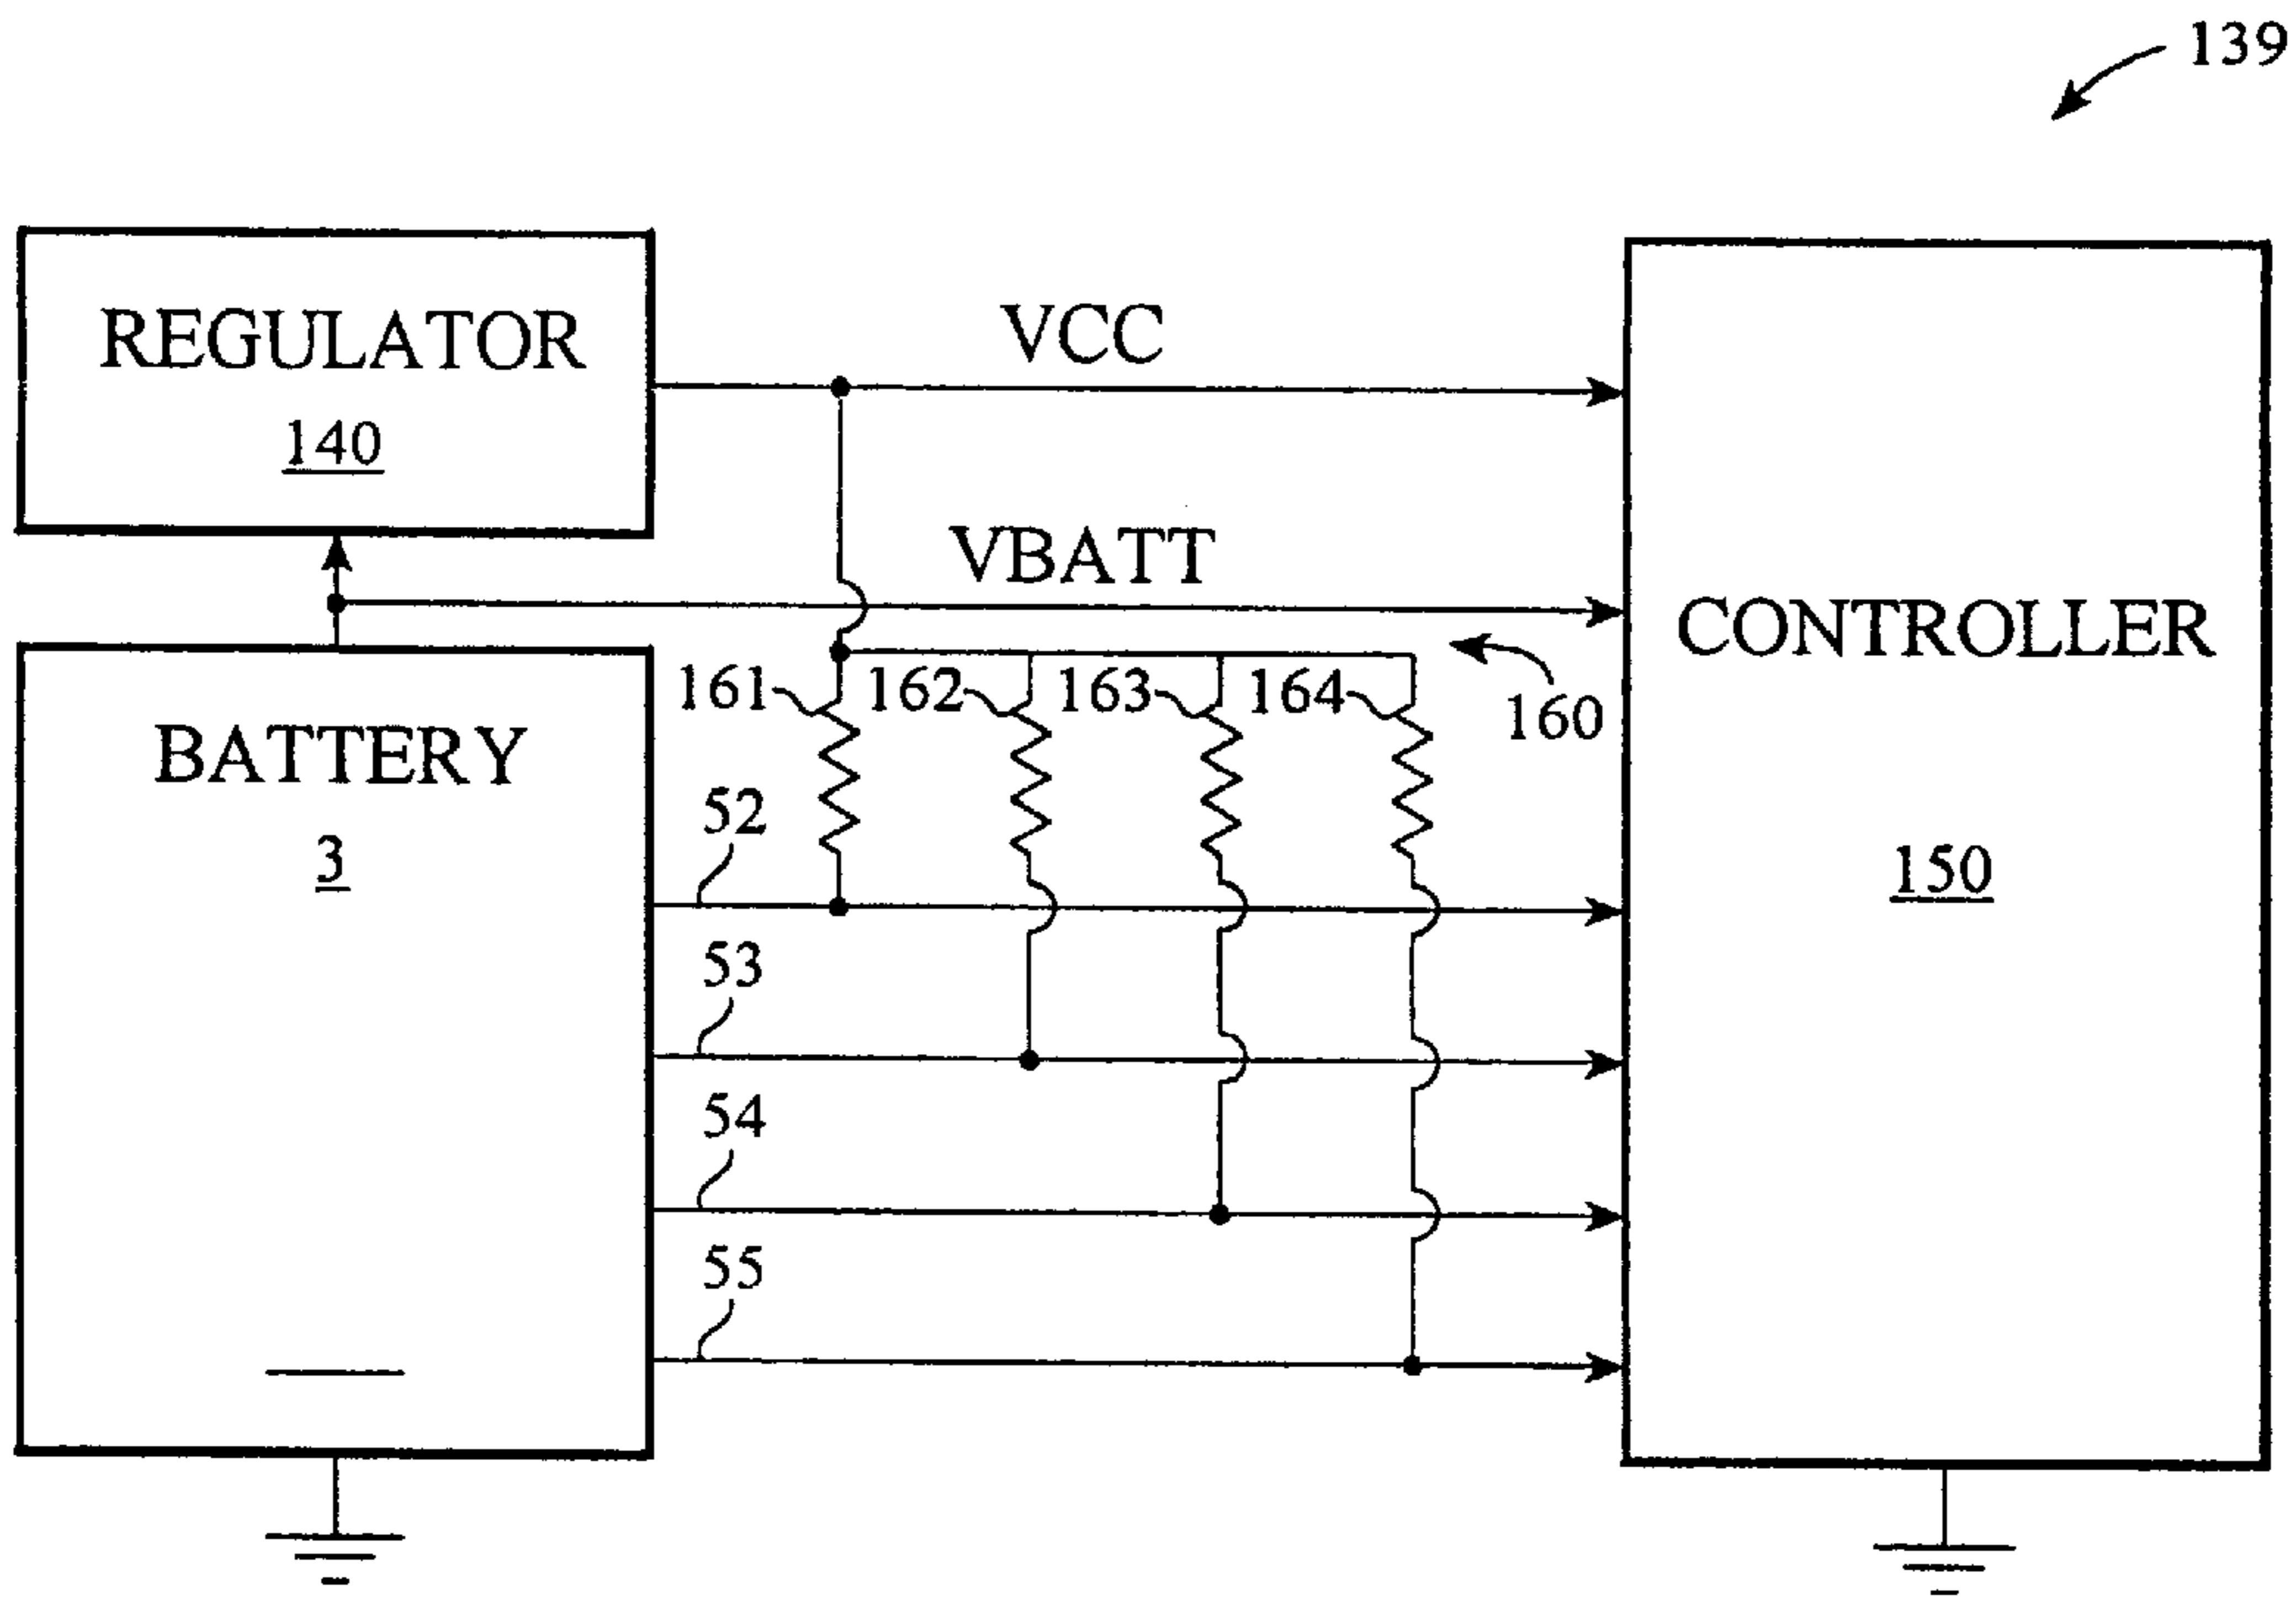 139
REGULATOR
140
VCC
VBATT
CONTROLLER
150
BATTERY
3
161
162
163
164
160
52
53
54
55